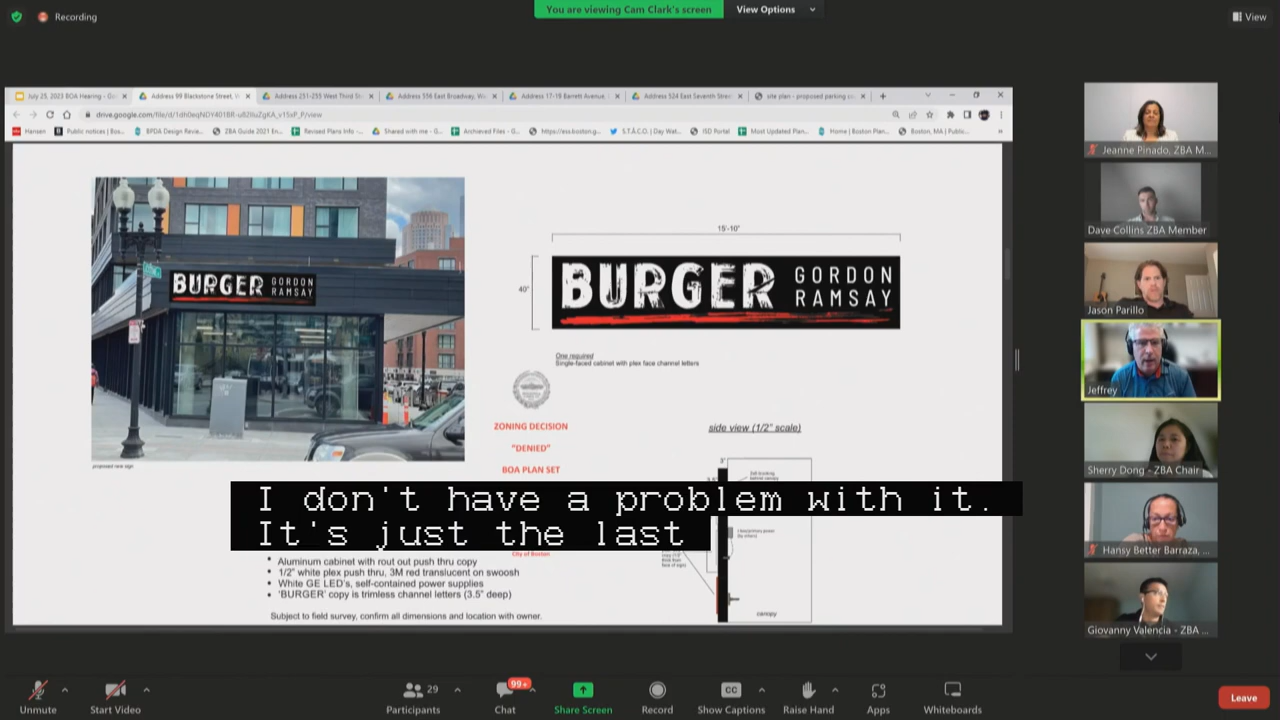 Recording
You are viewing Cam Clark's screen
View Options
View
July 25, 2023 BOA Hearing - G
Address 99 Blackstone Street,
Address 251-255 West Third St
Address 556 East Broadway,
Address 17-19 Barrett Avenue,
Address 524 East Seventh Stree
site plan - proposed parking
Hansen
Public notices | Bos...
BPDA Design Revie...
ZBA Guide 2021 En...
Revised Plans Info -...
Shared with me - G...
Archieved Files - G...
https://ess.boston.g...
S.T.A.C.O. | Day Wat...
ISD Portal
Most Updated Plan...
Home | Boston Plan...
Boston, MA | Public...
BURGER GORDON RAMSAY
proposed new sign
15'-10"
40"
BURGER GORDON RAMSAY
One required
Single-faced cabinet with plex face channel letters
ZONING DECISION
"DENIED"
BOA PLAN SET
City of Boston
side view (1/2" scale)
3"
canopy
I don't have a problem with it.
It's just the last
Aluminum cabinet with rout out push thru copy
1/2" white plex push thru, 3M red translucent on swoosh
White GE LED's, self-contained power supplies
'BURGER' copy is trimless channel letters (3.5" deep)
Subject to field survey, confirm all dimensions and location with owner.
Jeanne Pinado, ZBA M...
Dave Collins ZBA Member
Jason Parillo
Jeffrey
Sherry Dong - ZBA Chair
Hansy Better Barraza, ...
Giovanny Valencia - ZBA ...
Unmute
Start Video
29
Participants
99+
Chat
Share Screen
Record
CC
Show Captions
Raise Hand
Apps
Whiteboards
Leave